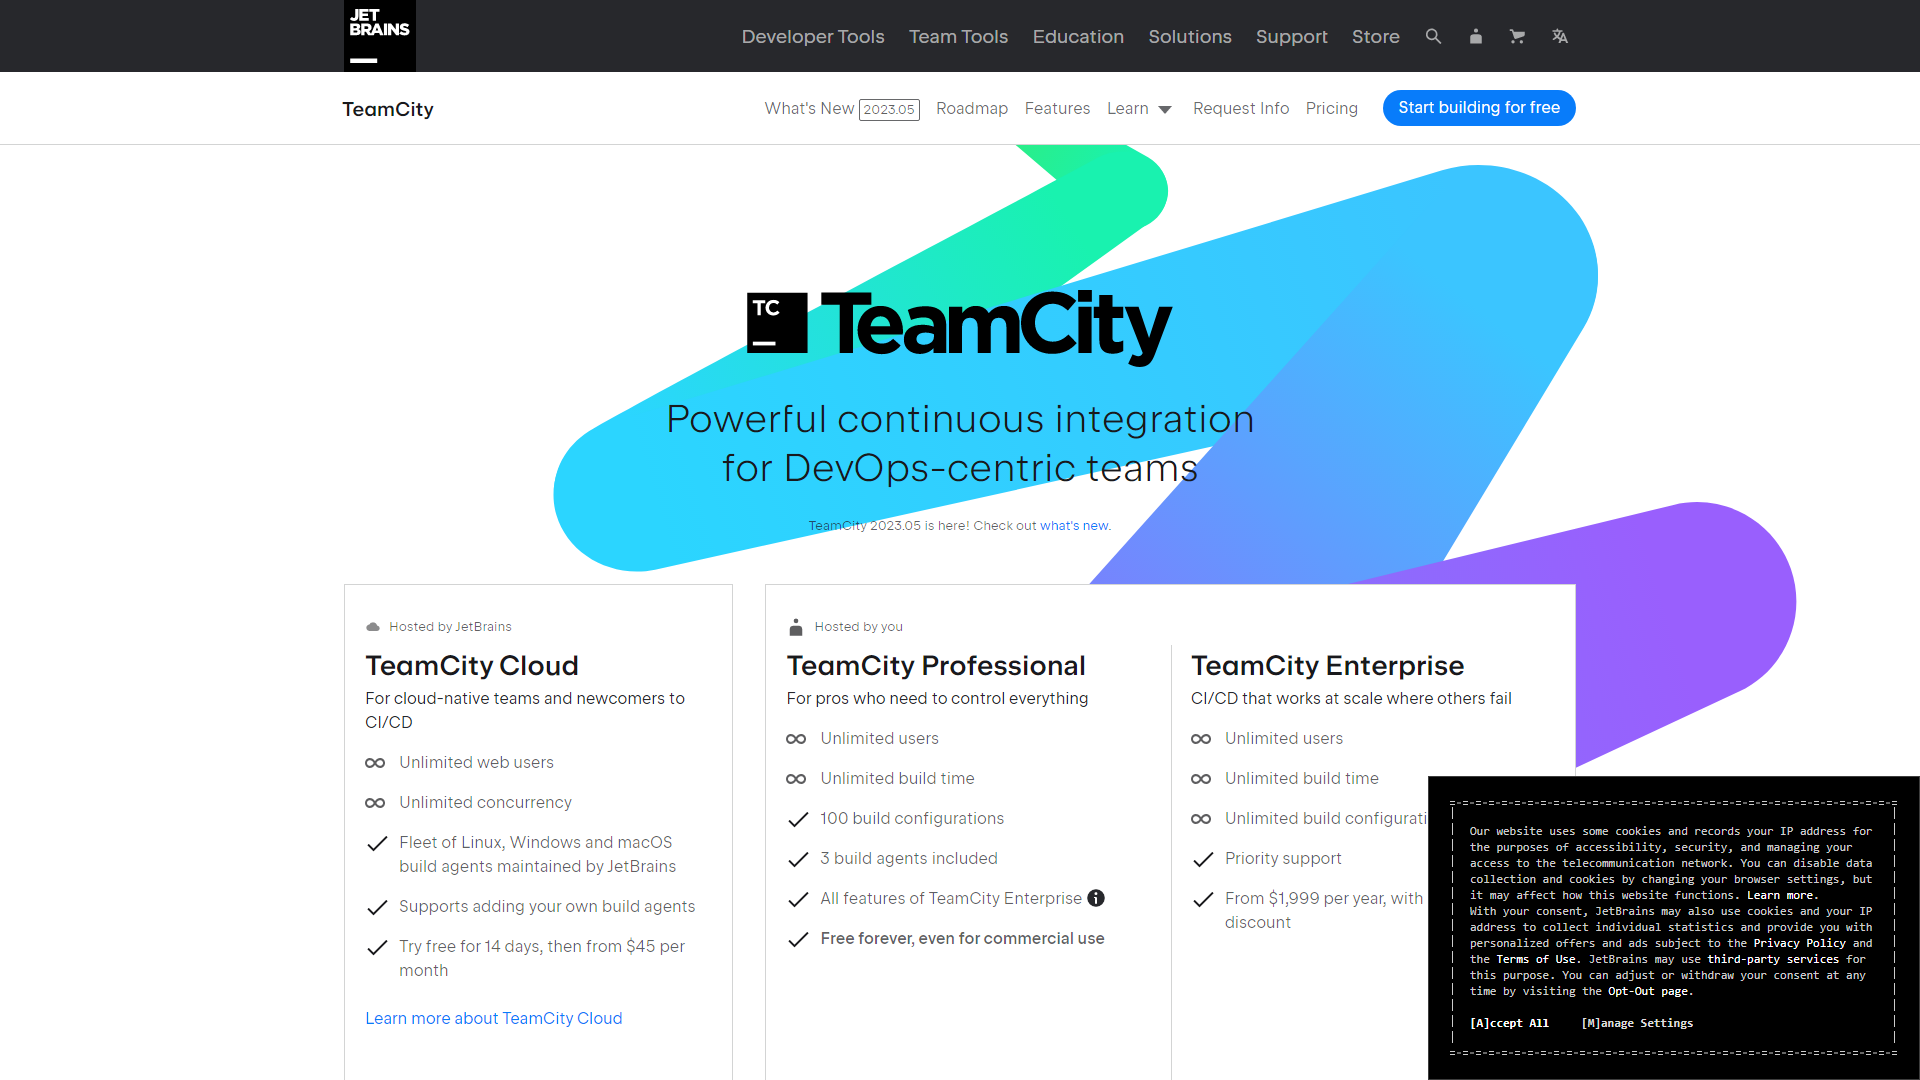 JET
BRAINS
Developer Tools Team Tools Education Solutions Support Store
TeamCity
What's New 2023.05 Roadmap Features Learn Request Info Pricing Start building for free
TC TeamCity
Powerful continuous integration
for DevOps-centric teams
TeamCity 2023.05 is here! Check out what's new.
Hosted by JetBrains
TeamCity Cloud
For cloud-native teams and newcomers to
CI/CD
Unlimited web users
Unlimited concurrency
Fleet of Linux, Windows and macOS
build agents maintained by JetBrains
Supports adding your own build agents
Try free for 14 days, then from $45 per
month
Learn more about TeamCity Cloud
Hosted by you
TeamCity Professional
For pros who need to control everything
Unlimited users
Unlimited build time
100 build configurations
3 build agents included
All features of TeamCity Enterprise
Free forever, even for commercial use
TeamCity Enterprise
CI/CD that works at scale where others fail
Unlimited users
Unlimited build time
Unlimited build configurati
Priority support
From $1,999 per year, with
discount
Our website uses some cookies and records your IP address for
the purposes of accessibility, security, and managing your
access to the telecommunication network. You can disable data
collection and cookies by changing your browser settings, but
it may affect how this website functions. Learn more.
With your consent, JetBrains may also use cookies and your IP
address to collect individual statistics and provide you with
personalized offers and ads subject to the Privacy Policy and
the Terms of Use. JetBrains may use third-party services for
this purpose. You can adjust or withdraw your consent at any
time by visiting the Opt-Out page.
[A]ccept All [M]anage Settings